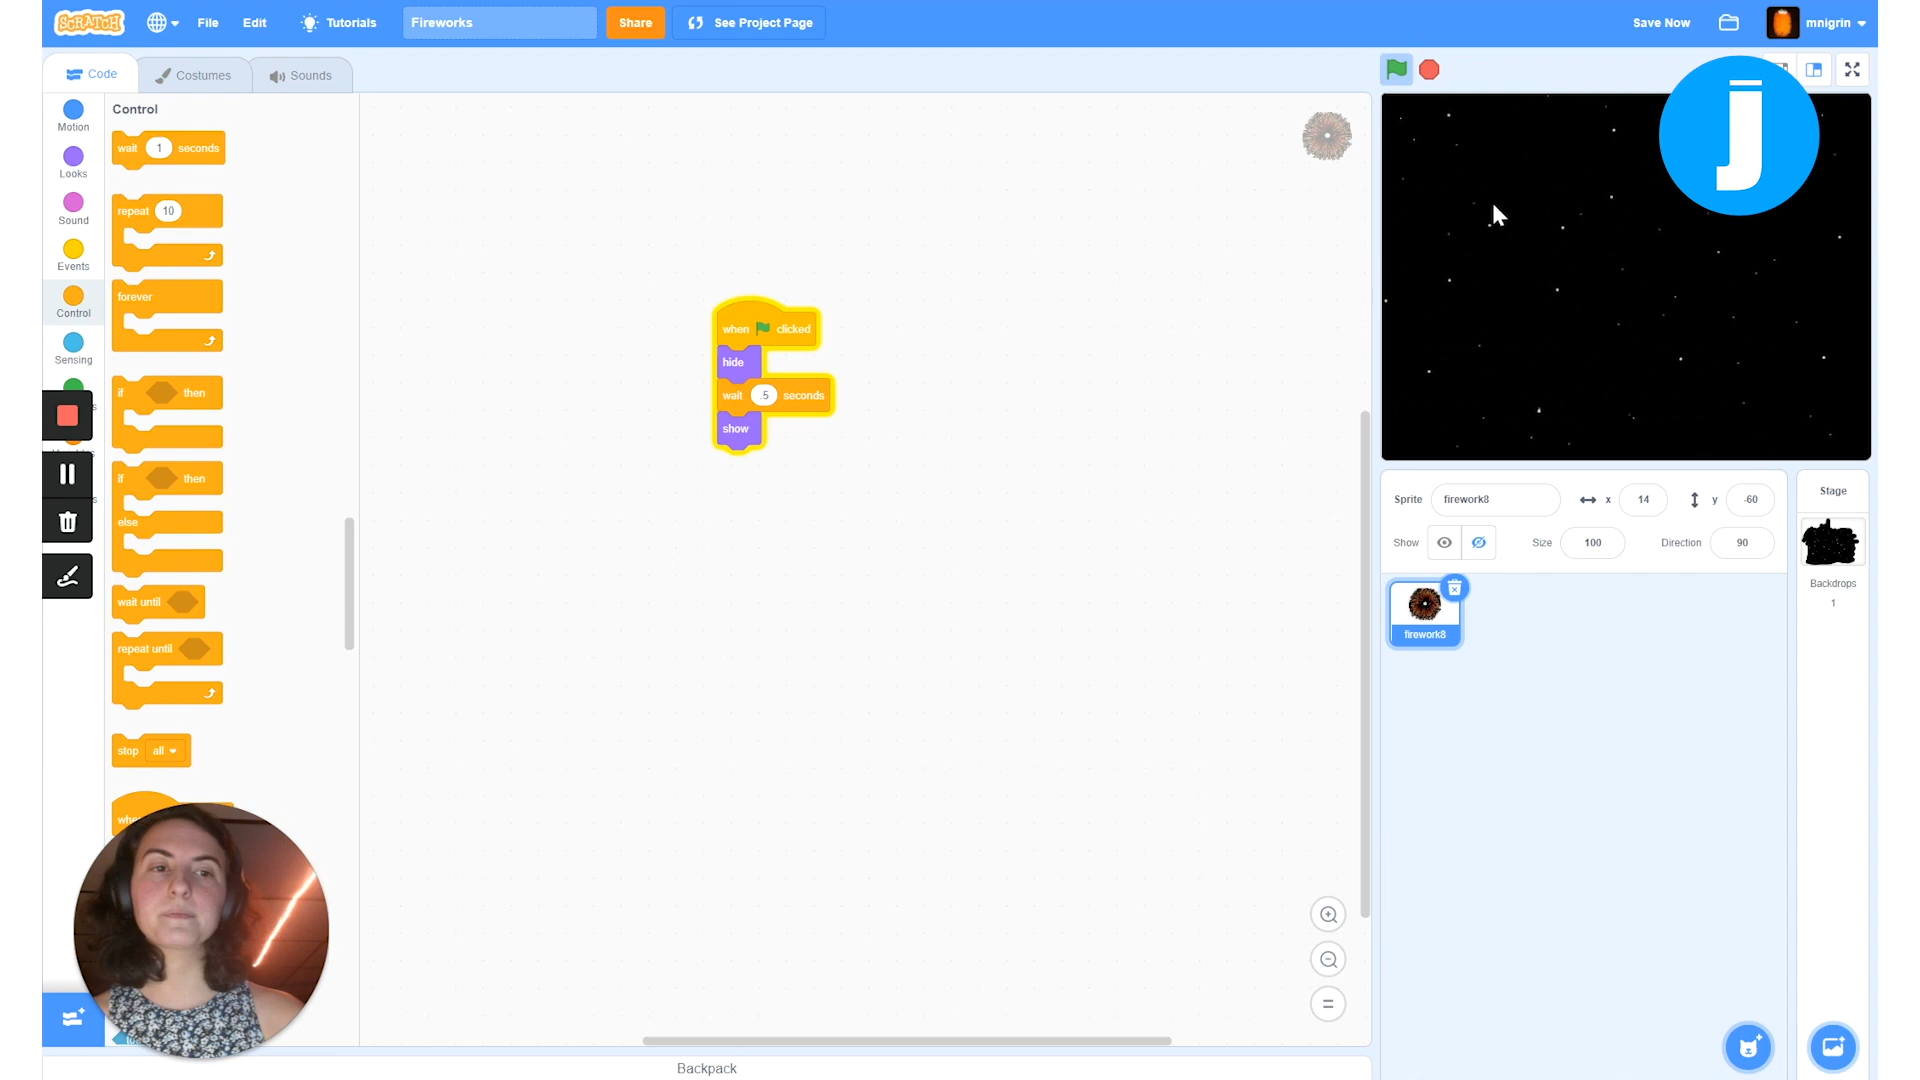 SCRATCH File Edit Tutorials Fireworks Share See Project Page Save Now mnigrin
Code Costumes Sounds
j
Motion
Looks
Sound
Events
Control
Sensing
Control
wait 1 seconds
repeat 10
forever
if then
if then
else
wait until
repeat until
stop all
whe
when clicked
hide
wait .5 seconds
show
Sprite firework8 x 14 y -60
Show Size 100 Direction 90
firework8
Stage
Backdrops
1
Backpack